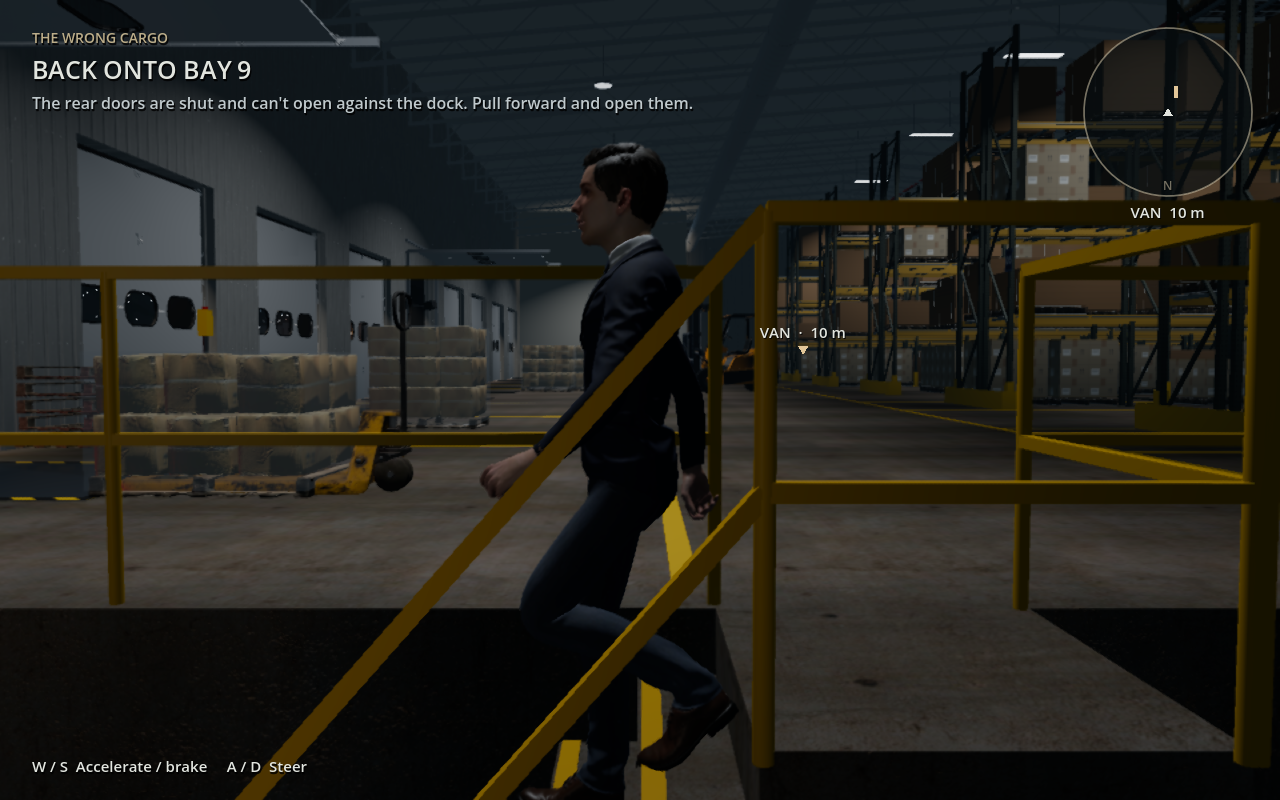 THE WRONG CARGO
BACK ONTO BAY 9
The rear doors are shut and can't open against the dock. Pull forward and open them.
N
VAN 10 m
VAN · 10 m
W / S Accelerate / brake A / D Steer